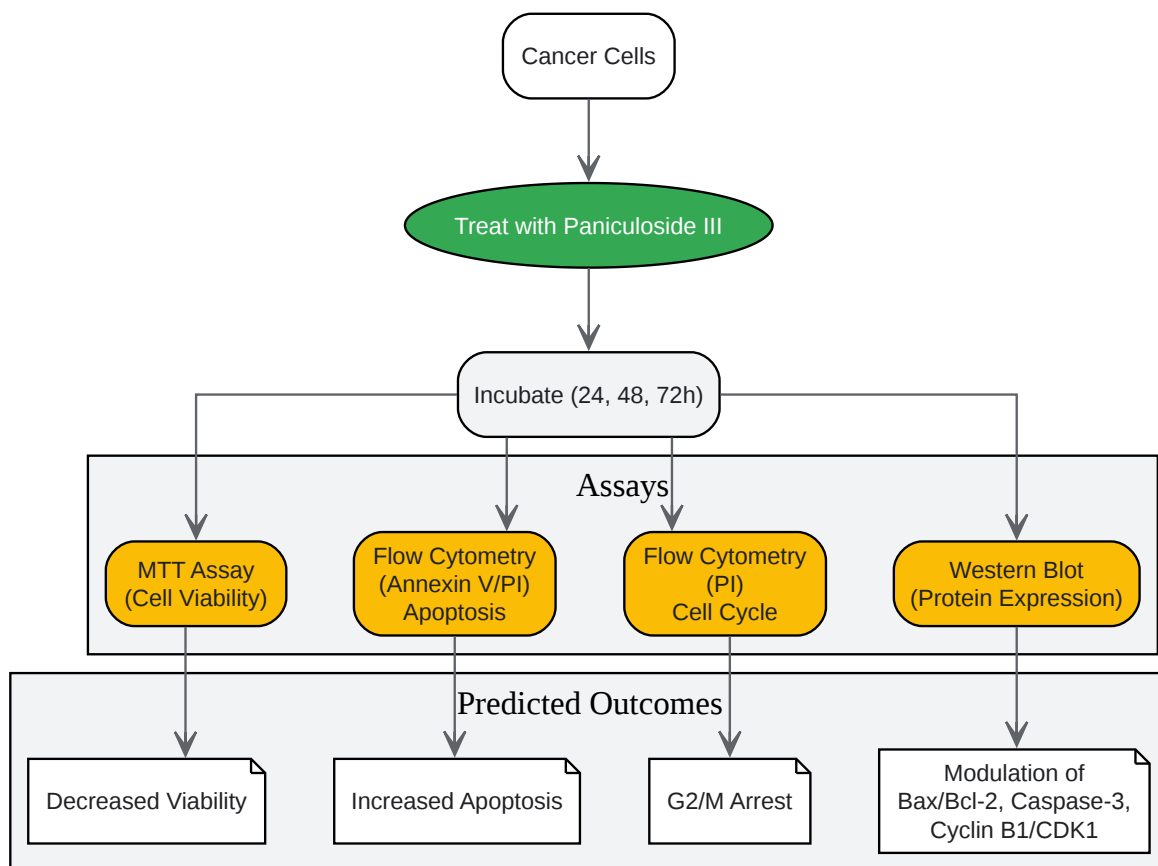 Cancer Cells
Treat with Paniculoside III
Incubate (24, 48, 72h)
Assays
MTT Assay
(Cell Viability)
Flow Cytometry
(Annexin V/PI)
Apoptosis
Flow Cytometry
(PI)
Cell Cycle
Western Blot
(Protein Expression)
Predicted Outcomes
Decreased Viability
Increased Apoptosis
G2/M Arrest
Modulation of
Bax/Bcl-2, Caspase-3,
Cyclin B1/CDK1